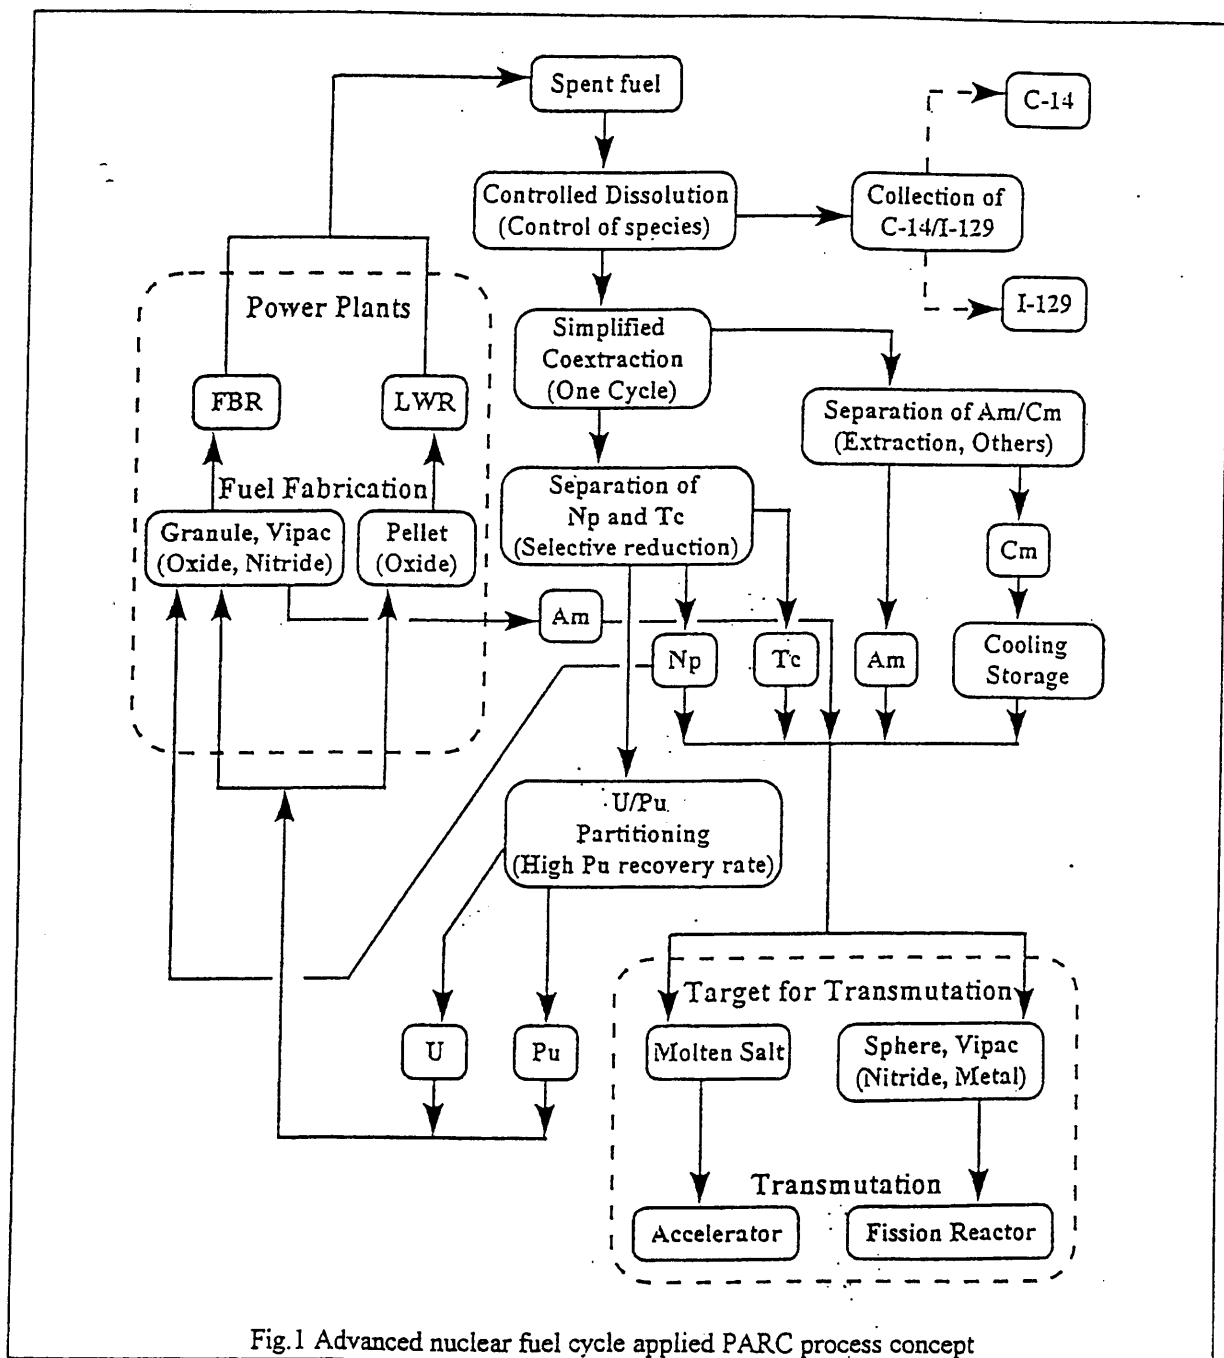 Spent fuel
C-14
Controlled Dissolution
(Control of species)
Collection of
C-14/I-129
I-129
Power Plants
Simplified
Coextraction
(One Cycle)
FBR
LWR
Separation of Am/Cm
(Extraction, Others)
Fuel Fabrication
Granule, Vipac
(Oxide, Nitride)
Pellet
(Oxide)
Separation of
Np and Tc
(Selective reduction)
Cm
Am
Np
Tc
Am
Cooling
Storage
U/Pu
Partitioning
(High Pu recovery rate)
U
Pu
Target for Transmutation
Molten Salt
Sphere, Vipac
(Nitride, Metal)
Transmutation
Accelerator
Fission Reactor
Fig.1 Advanced nuclear fuel cycle applied PARC process concept